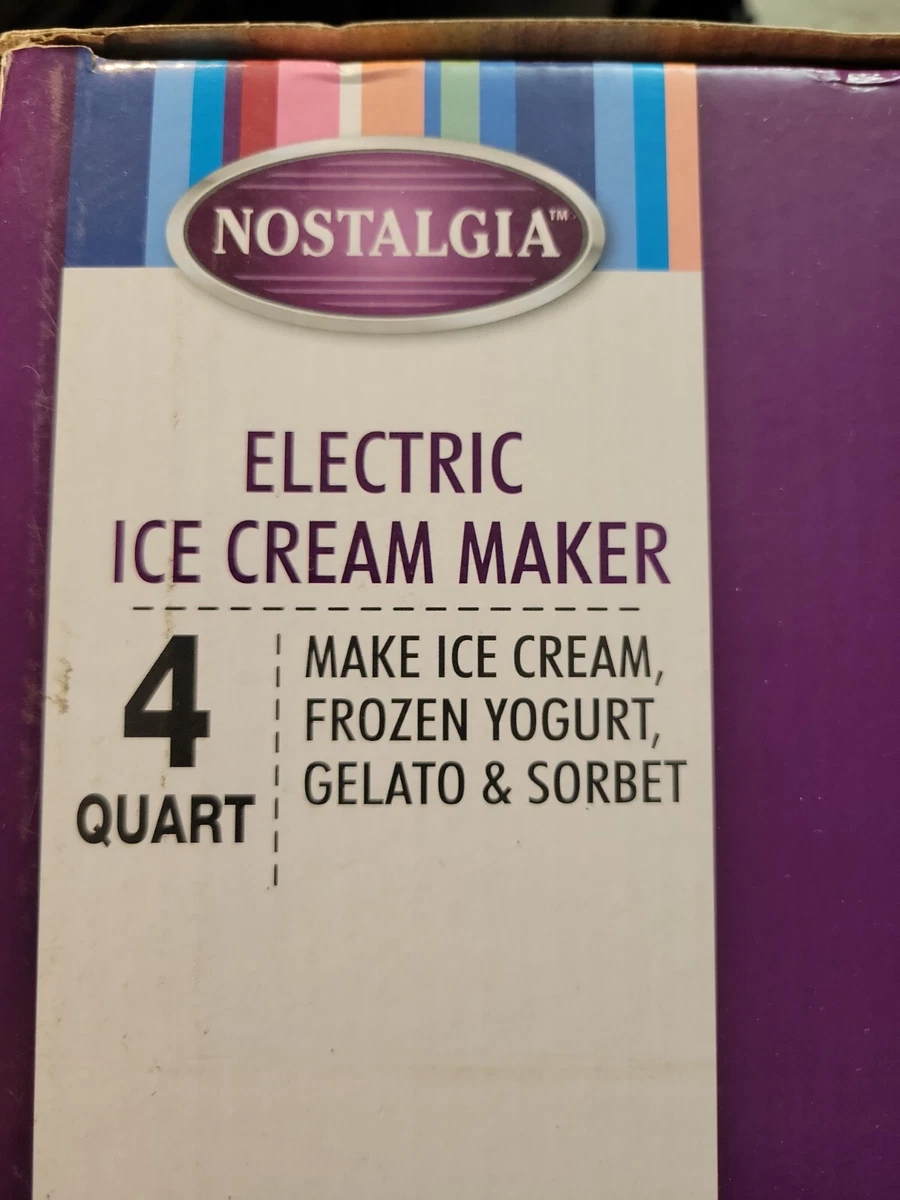 NOSTALGIA™
ELECTRIC
ICE CREAM MAKER
4
QUART
MAKE ICE CREAM,
FROZEN YOGURT,
GELATO & SORBET